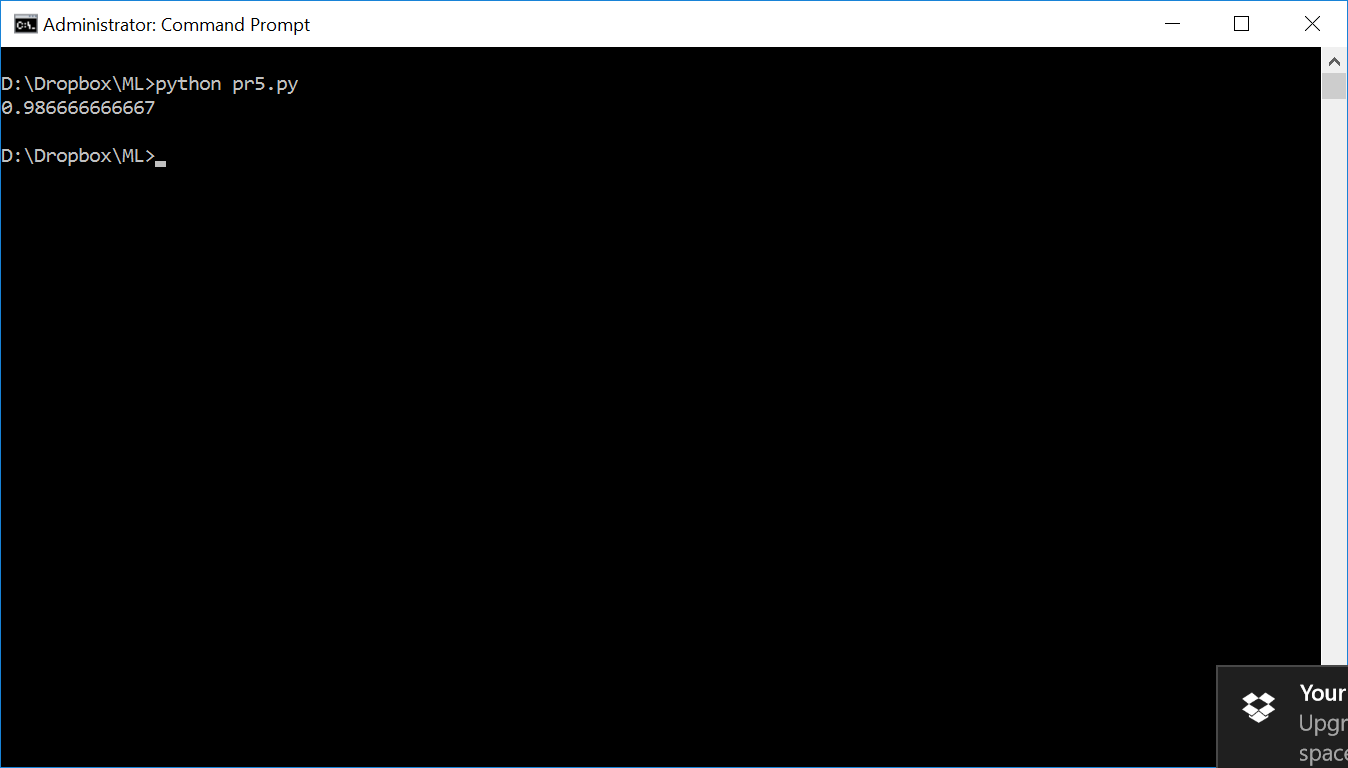 Administrator: Command Prompt
D:\Dropbox\ML>python pr5.py
0.986666666667
D:\Dropbox\ML>
Your
Upgr
space